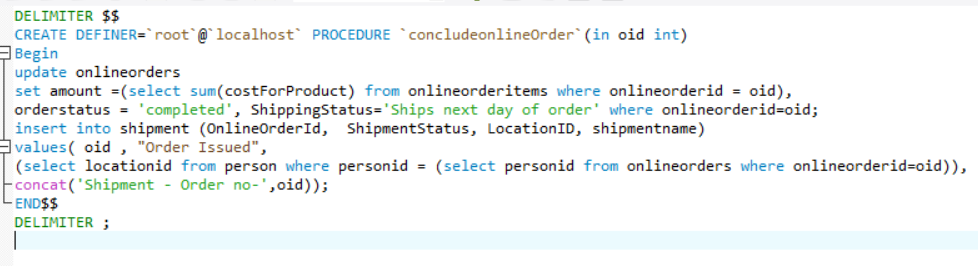 DELIMITER $$
CREATE DEFINER=`root`@`localhost` PROCEDURE `concludeonlineOrder`(in oid int)
Begin
update onlineorders
set amount =(select sum(costForProduct) from onlineorderitems where onlineorderid = oid),
orderstatus = 'completed', ShippingStatus='Ships next day of order' where onlineorderid=oid;
insert into shipment (OnlineOrderId,  ShipmentStatus, LocationID, shipmentname)
values( oid , "Order Issued",
(select locationid from person where personid = (select personid from onlineorders where onlineorderid=oid)),
concat('Shipment - Order no-',oid));
END$$
DELIMITER ;